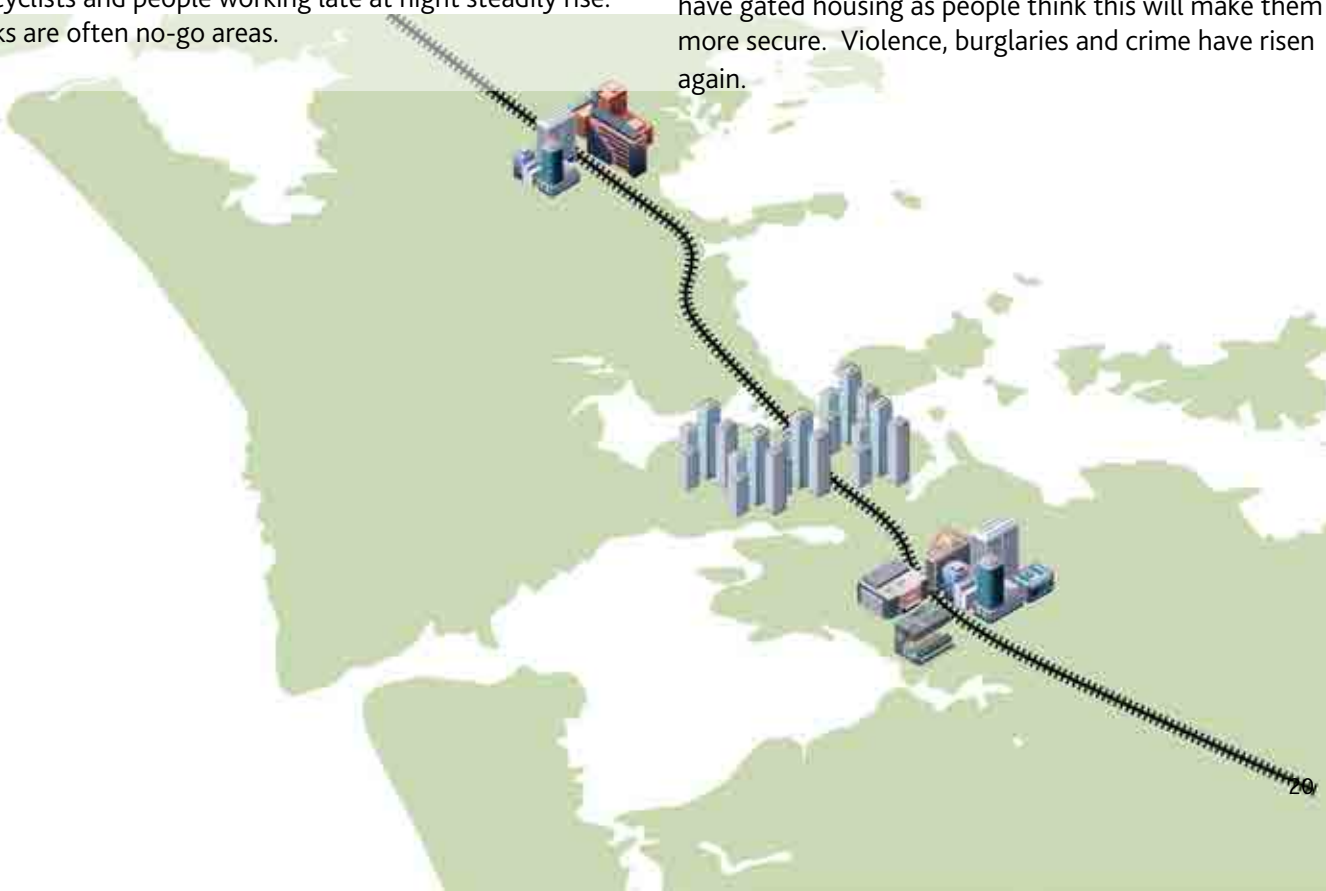 cyclists and people working late at night steadily rise.
ks are often no-go areas.
have gated housing as people think this will make them
more secure. Violence, burglaries and crime have risen
again.